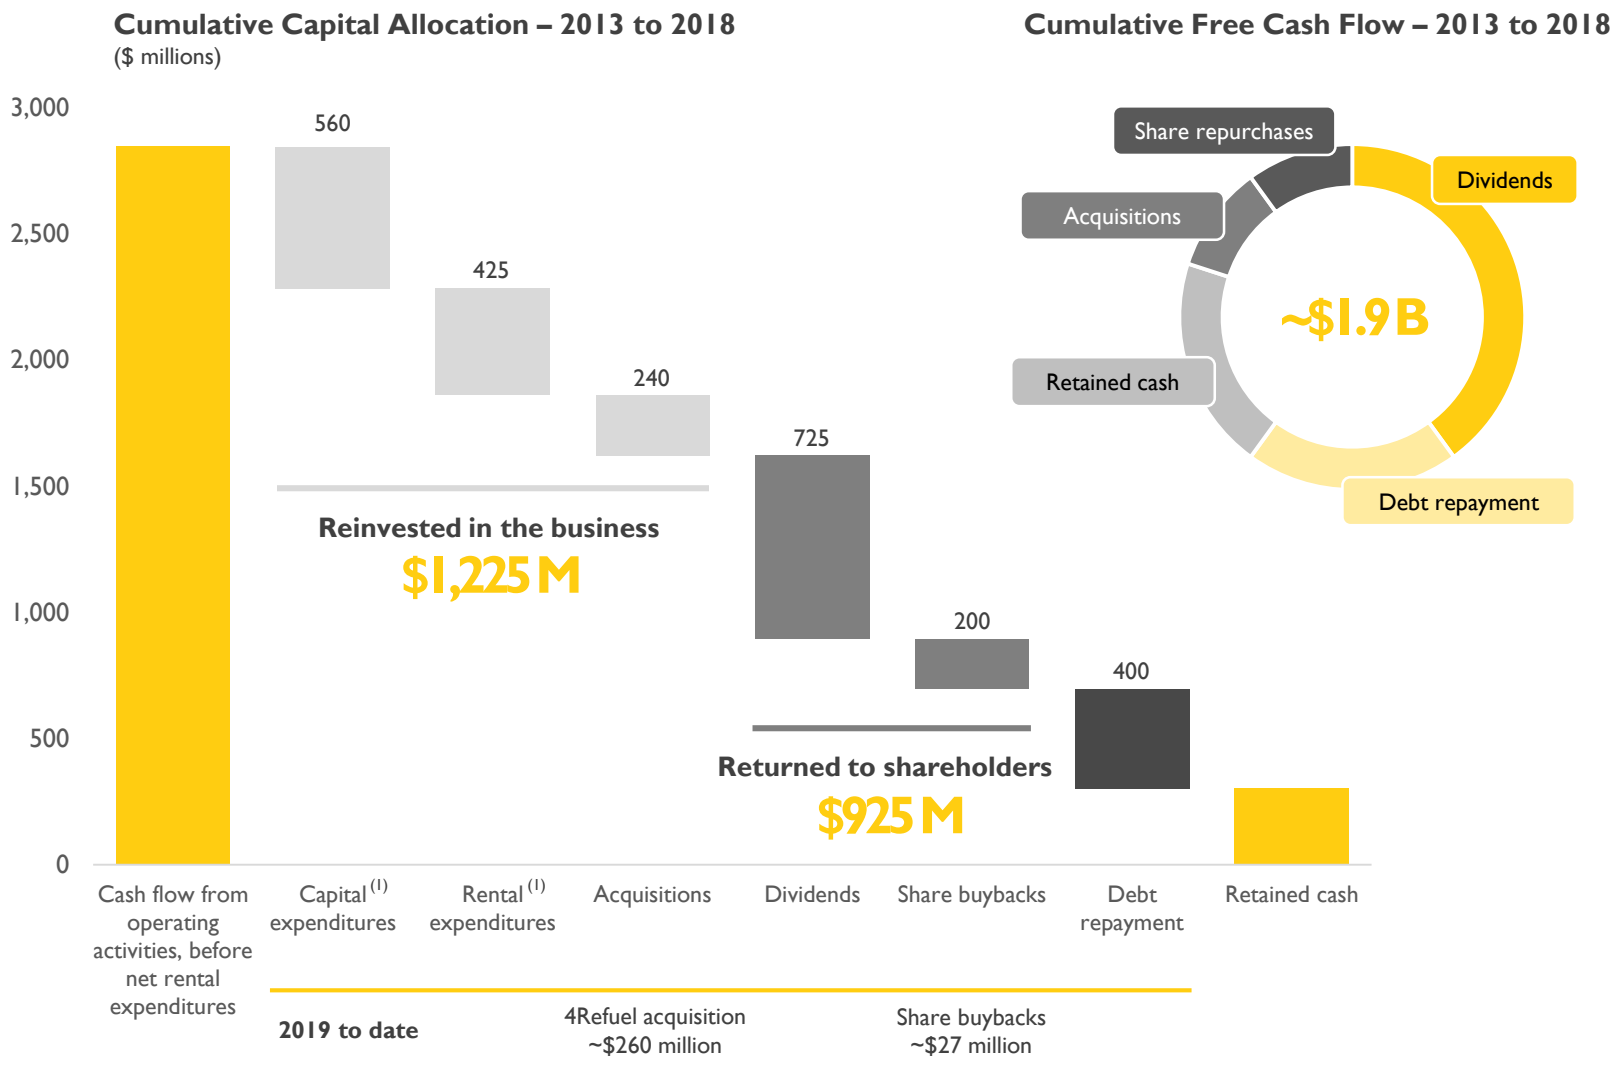 Cumulative Capital Allocation – 2013 to 2018
($ millions)
3,000
2,500
2,000
1,500
1,000
500
0
560
425
240
725
200
400
Reinvested in the business
$1,225 M
Returned to shareholders
$925 M
Cash flow from
operating
activities, before
net rental
expenditures
Capital (1)
expenditures
Rental (1)
expenditures
Acquisitions
Dividends
Share buybacks
Debt
repayment
Retained cash
2019 to date
4Refuel acquisition
~$260 million
Share buybacks
~$27 million
Cumulative Free Cash Flow – 2013 to 2018
Share repurchases
Dividends
Acquisitions
~$1.9 B
Retained cash
Debt repayment